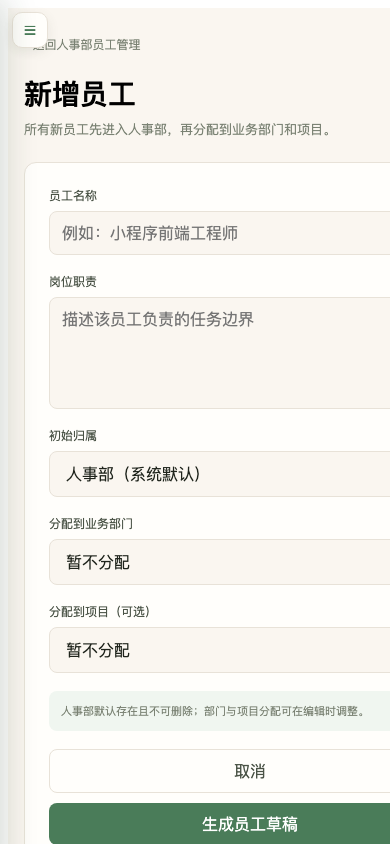 回人事部员工管理
新增员工
所有新员工先进入人事部，再分配到业务部门和项目。
员工名称
例如：小程序前端工程师
岗位职责
描述该员工负责的任务边界
初始归属
人事部（系统默认）
分配到业务部门
暂不分配
分配到项目（可选）
暂不分配
人事部默认存在且不可删除；部门与项目分配可在编辑时调整。
取消
生成员工草稿